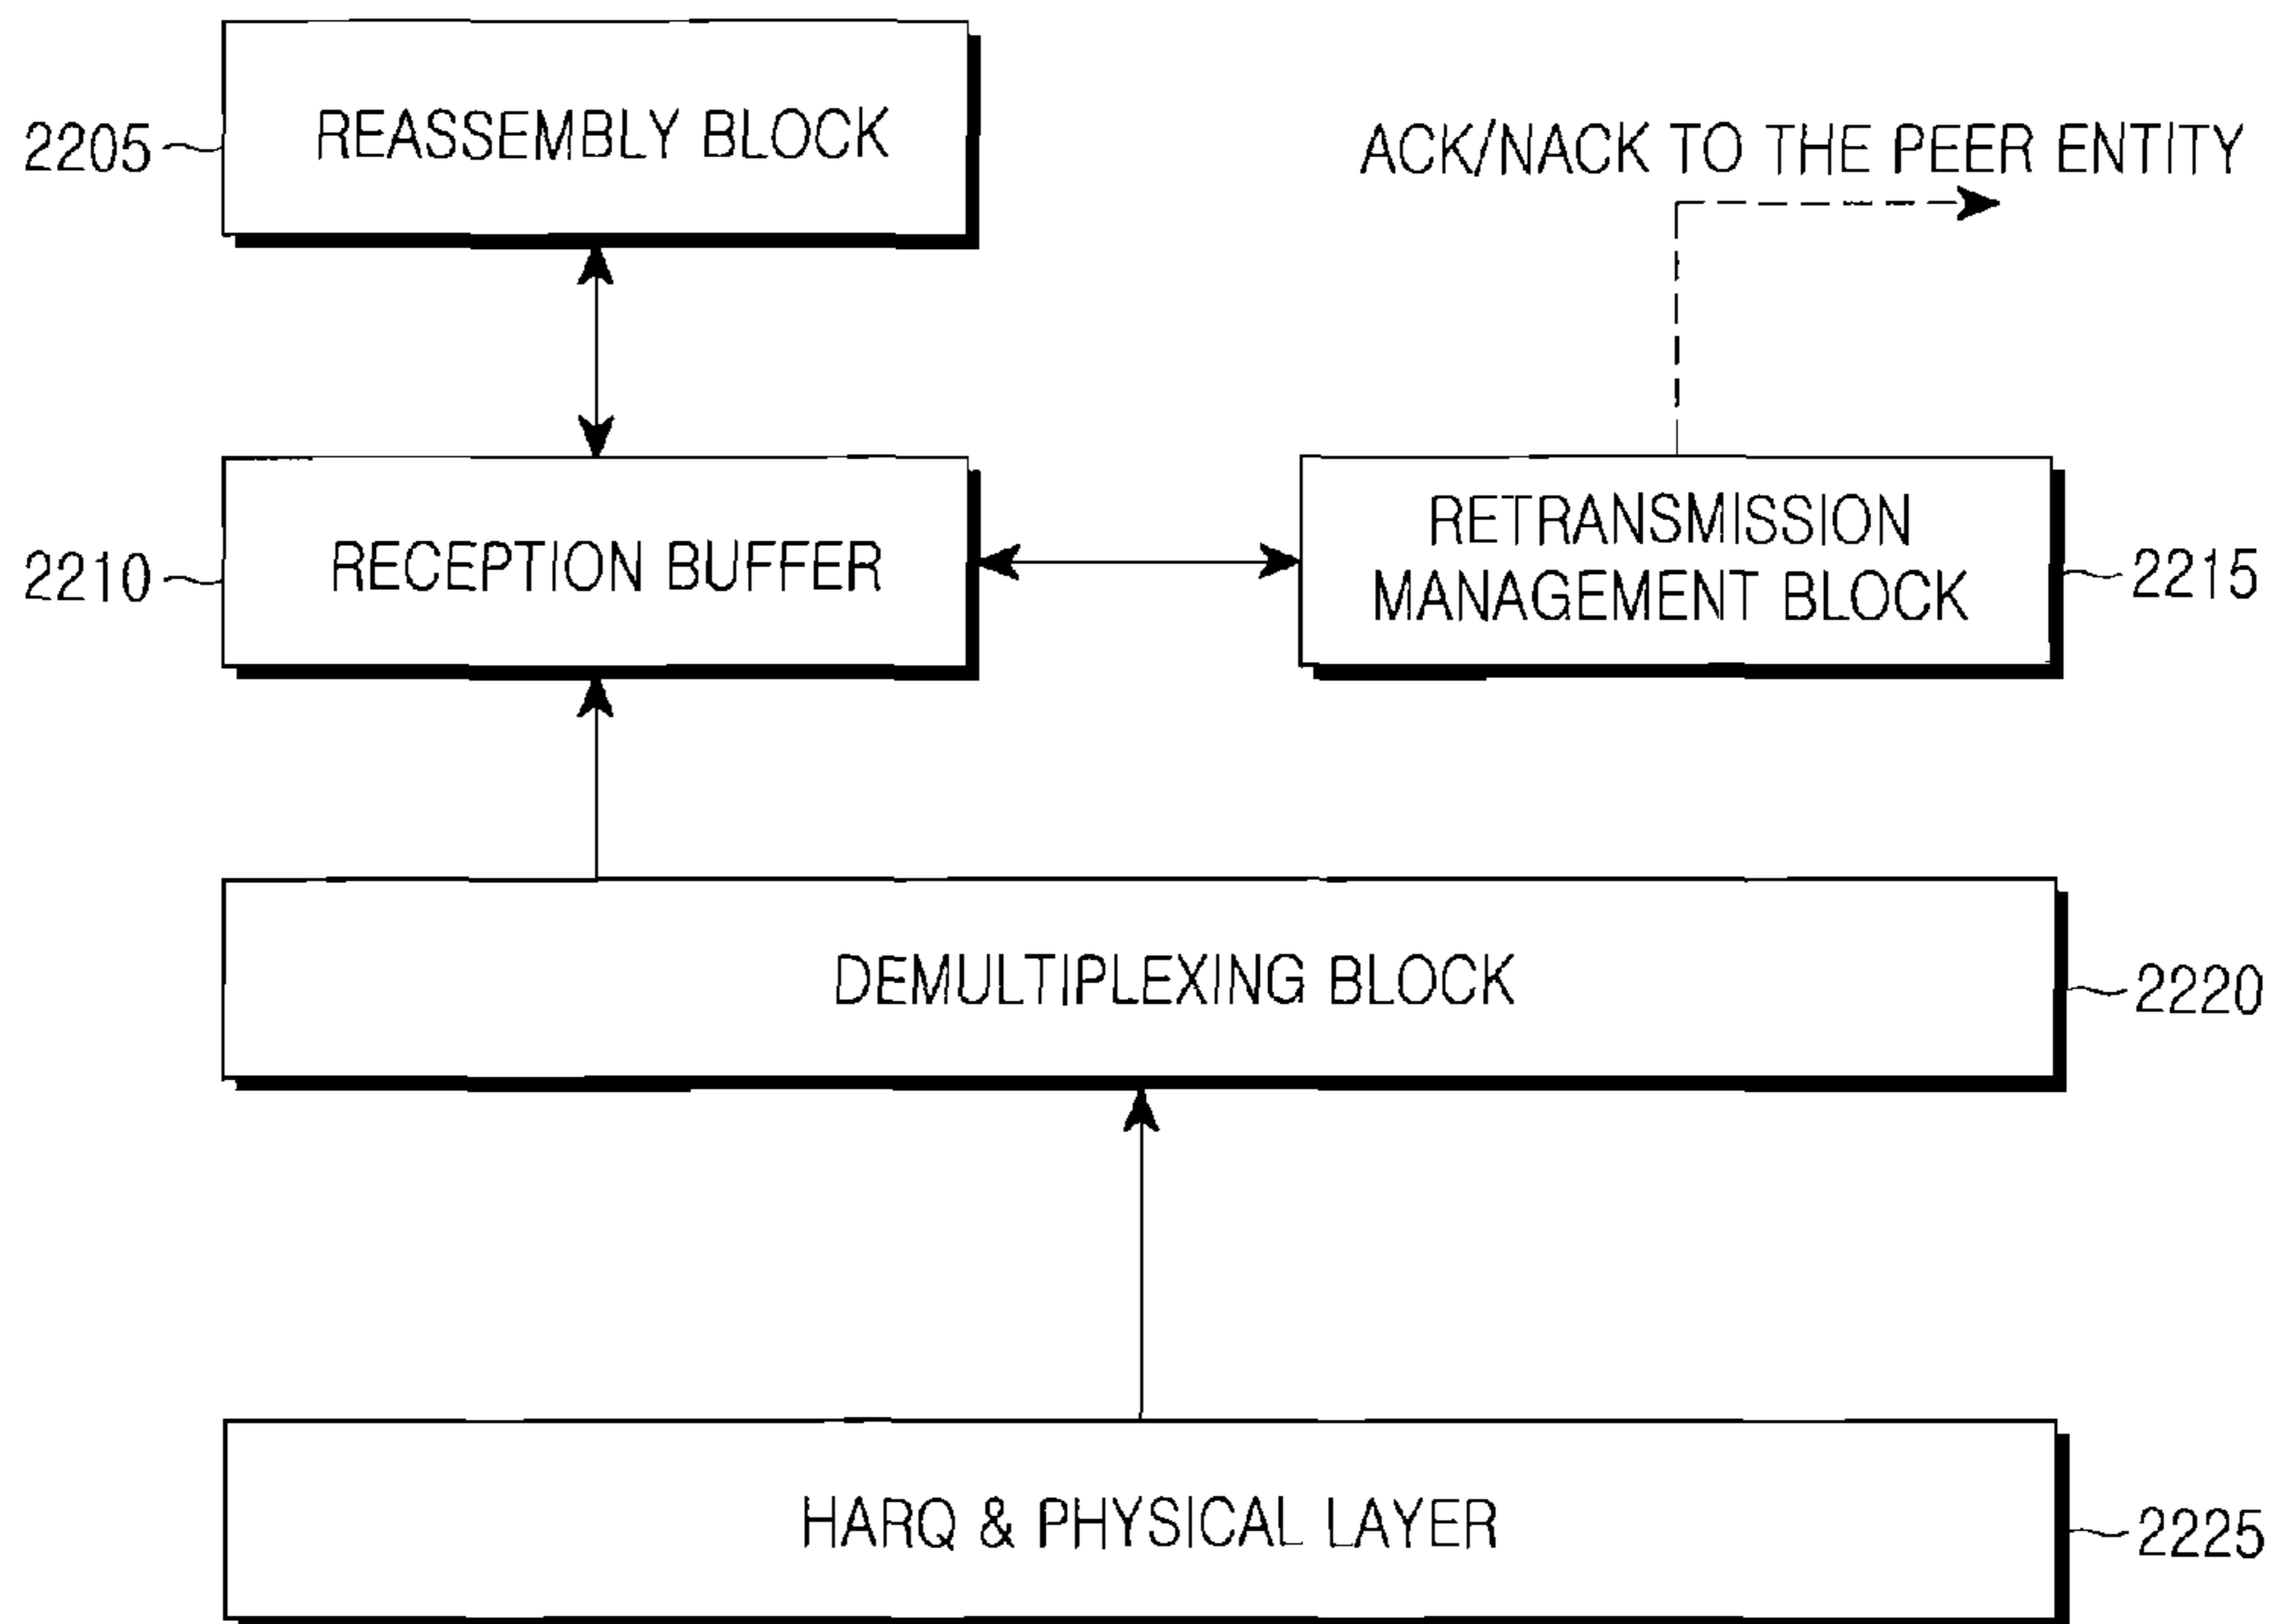 2205
REASSEMBLY BLOCK
ACK/NACK TO THE PEER ENTITY
2210
RECEPTION BUFFER
RETRANSMISSION
MANAGEMENT BLOCK
2215
DEMULTIPLEXING BLOCK
2220
HARQ & PHYSICAL LAYER
2225